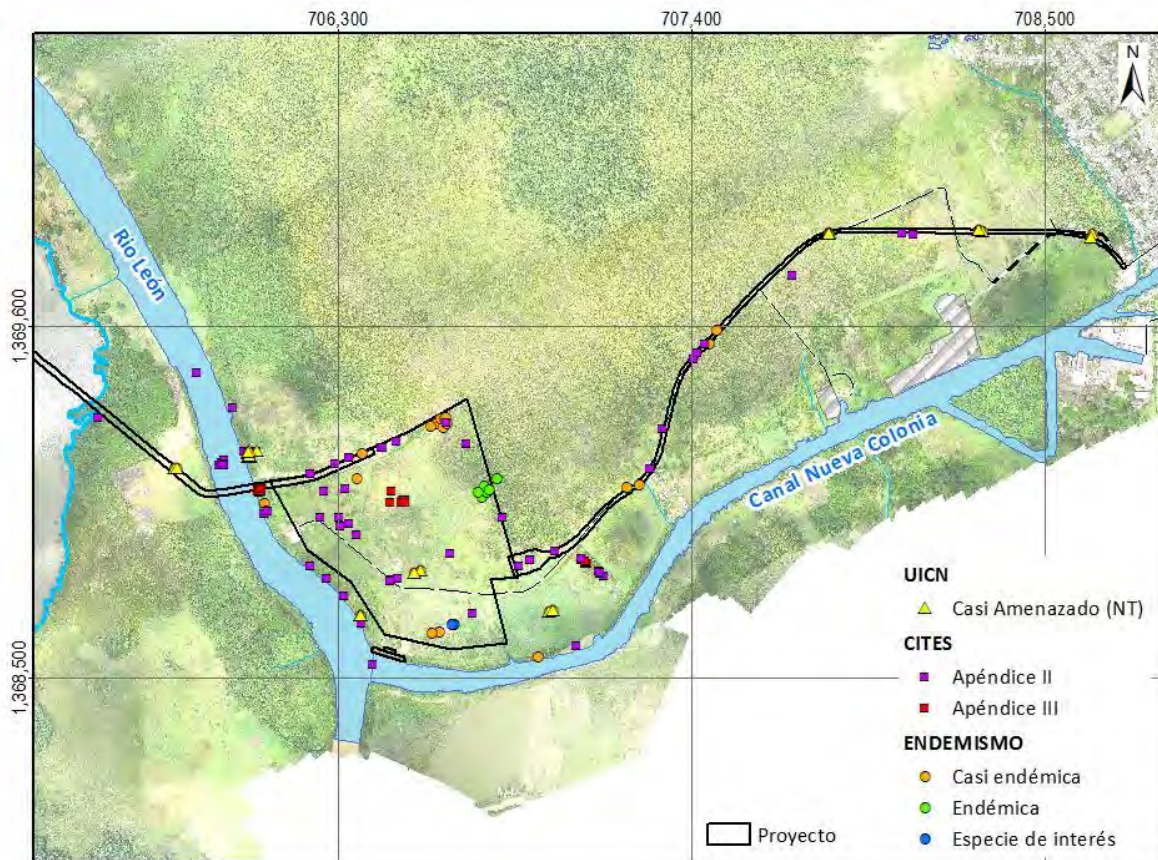 706,300
707,400
708,500
N
Rio León
1,369,600
Canal Nueva Colonia
1,368,500
UICN
Casi Amenazado (NT)
CITES
Apéndice II
Apéndice III
ENDEMISMO
Casi endémica
Endémica
Especie de interés
Proyecto